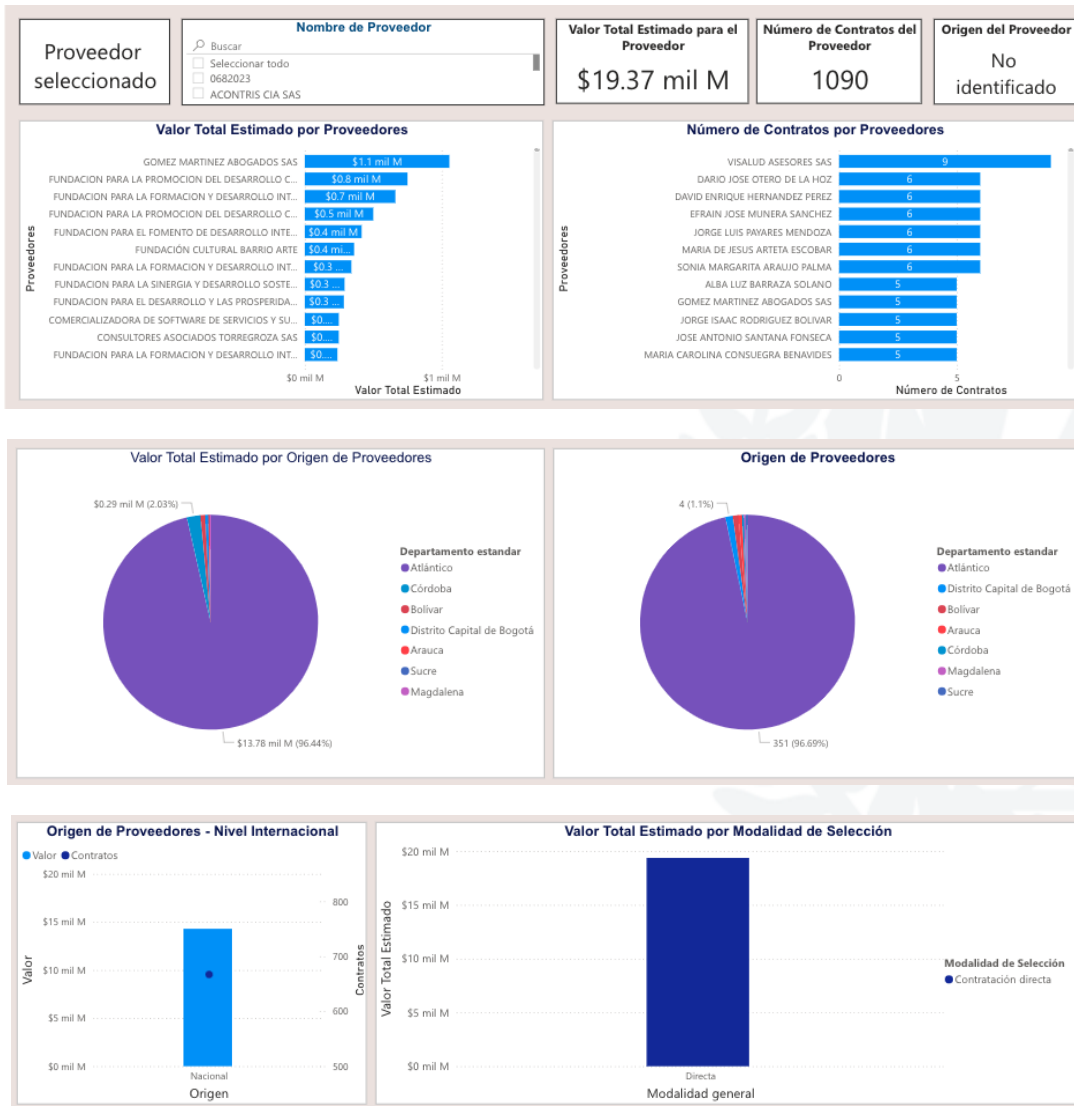 Proveedor
seleccionado
Nombre de Proveedor
Buscar
Seleccionar todo
0682023
ACONTRIS CIA SAS
Valor Total Estimado para el
Proveedor
$19.37 mil M
Número de Contratos del
Proveedor
1090
Origen del Proveedor
No
identificado
Valor Total Estimado por Proveedores
Proveedores
GOMEZ MARTINEZ ABOGADOS SAS $1.1 mil M
FUNDACION PARA LA PROMOCION DEL DESARROLLO C... $0.8 mil M
FUNDACION PARA LA FORMACION Y DESARROLLO INT... $0.7 mil M
FUNDACION PARA LA PROMOCION DEL DESARROLLO C... $0.5 mil M
FUNDACION PARA EL FOMENTO DE DESARROLLO INTE... $0.4 mil M
FUNDACIÓN CULTURAL BARRIO ARTE $0.4 mi...
FUNDACION PARA LA FORMACION Y DESARROLLO INT... $0.3 ...
FUNDACION PARA LA SINERGIA Y DESARROLLO SOSTE... $0.3 ...
FUNDACION PARA EL DESARROLLO Y LAS PROSPERIDA... $0.3 ...
COMERCIALIZADORA DE SOFTWARE DE SERVICIOS Y SU... $0....
CONSULTORES ASOCIADOS TORREGROZA SAS $0....
FUNDACION PARA LA FORMACION Y DESARROLLO INT... $0....
$0 mil M $1 mil M
Valor Total Estimado
Número de Contratos por Proveedores
Proveedores
VISALUD ASESORES SAS 9
DARIO JOSE OTERO DE LA HOZ 6
DAVID ENRIQUE HERNANDEZ PEREZ 6
EFRAIN JOSE MUNERA SANCHEZ 6
JORGE LUIS PAYARES MENDOZA 6
MARIA DE JESUS ARTETA ESCOBAR 6
SONIA MARGARITA ARAUJO PALMA 6
ALBA LUZ BARRAZA SOLANO 5
GOMEZ MARTINEZ ABOGADOS SAS 5
JORGE ISAAC RODRIGUEZ BOLIVAR 5
JOSE ANTONIO SANTANA FONSECA 5
MARIA CAROLINA CONSUEGRA BENAVIDES 5
0 5
Número de Contratos
Valor Total Estimado por Origen de Proveedores
$0.29 mil M (2.03%)
$13.78 mil M (96.44%)
Departamento estandar
Atlántico
Córdoba
Bolívar
Distrito Capital de Bogotá
Arauca
Sucre
Magdalena
Origen de Proveedores
4 (1.1%)
351 (96.69%)
Departamento estandar
Atlántico
Distrito Capital de Bogotá
Bolívar
Arauca
Córdoba
Magdalena
Sucre
Origen de Proveedores - Nivel Internacional
Valor Contratos
$20 mil M
$15 mil M
$10 mil M
$5 mil M
$0 mil M
Valor
800
700
600
500
Contratos
Nacional
Origen
Valor Total Estimado por Modalidad de Selección
$20 mil M
$15 mil M
$10 mil M
$5 mil M
$0 mil M
Valor Total Estimado
Directa
Modalidad general
Modalidad de Selección
Contratación directa